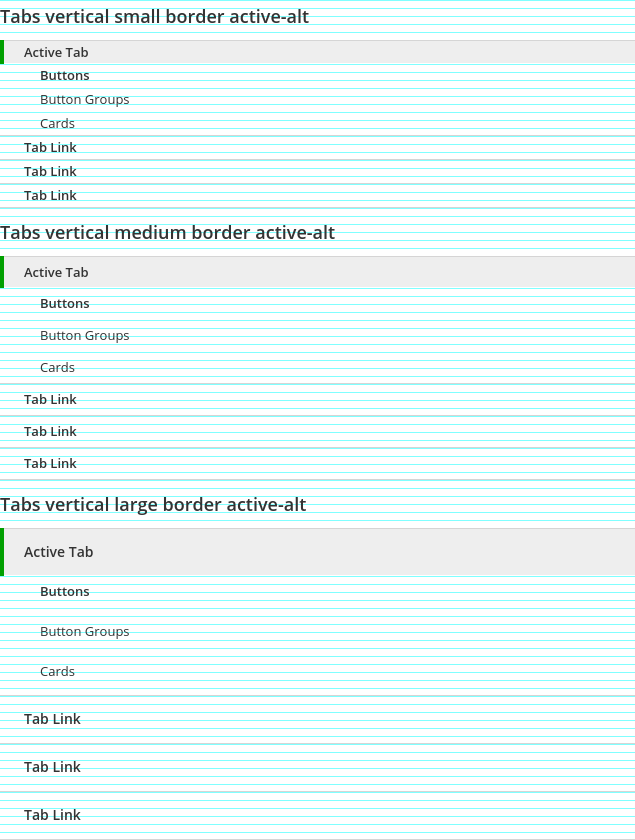 Tabs vertical small border active-alt
Active Tab
Buttons
Button Groups
Cards
Tab Link
Tab Link
Tab Link
Tabs vertical medium border active-alt
Active Tab
Buttons
Button Groups
Cards
Tab Link
Tab Link
Tab Link
Tabs vertical large border active-alt
Active Tab
Buttons
Button Groups
Cards
Tab Link
Tab Link
Tab Link